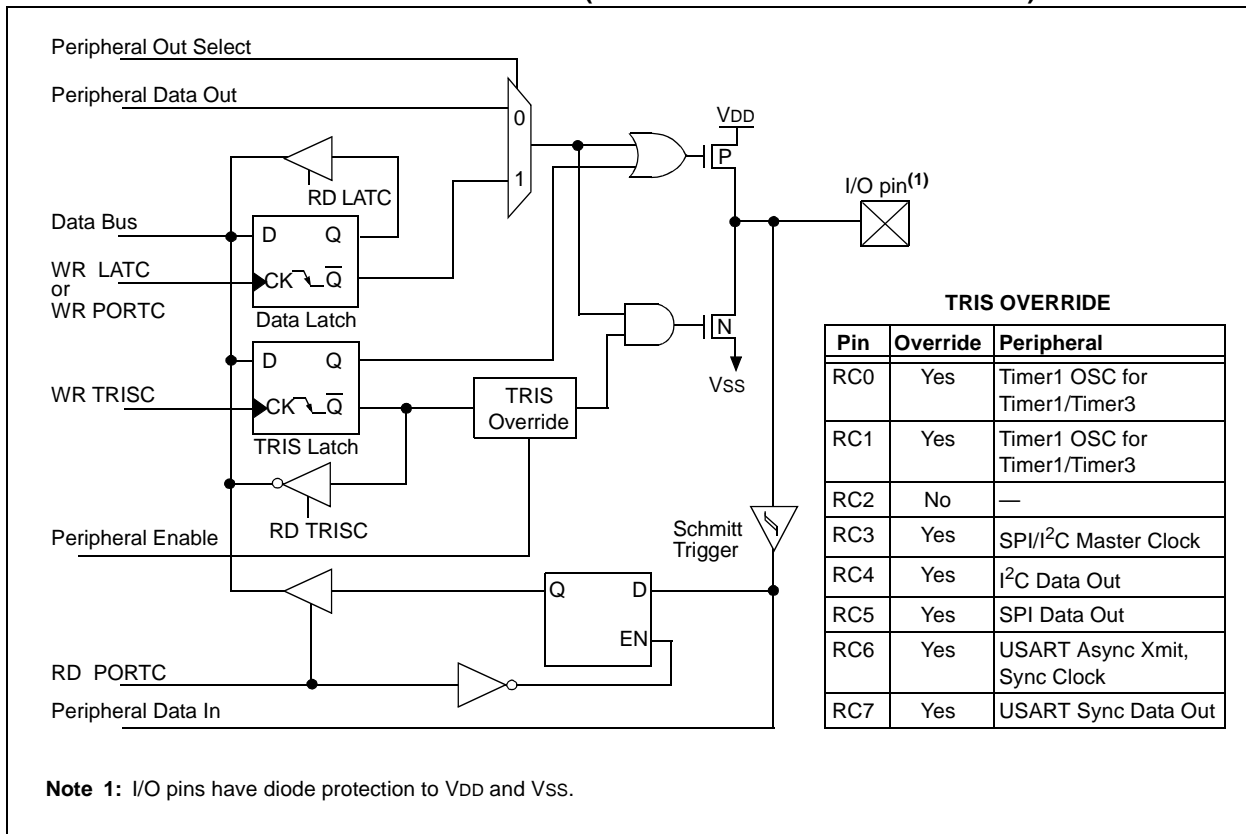 Peripheral Out Select
Peripheral Data Out
0
1
VDD
P
RD LATC
I/O pin(1)
Data Bus
D Q
WR LATC
or
WR PORTC
CK Q̅
Data Latch
N
VSS
D Q
WR TRISC
CK Q̅
TRIS Latch
TRIS
Override
RD TRISC
Peripheral Enable
Schmitt
Trigger
Q D
EN
RD PORTC
Peripheral Data In
TRIS OVERRIDE
Pin Override Peripheral
RC0 Yes Timer1 OSC for
Timer1/Timer3
RC1 Yes Timer1 OSC for
Timer1/Timer3
RC2 No —
RC3 Yes SPI/I²C Master Clock
RC4 Yes I²C Data Out
RC5 Yes SPI Data Out
RC6 Yes USART Async Xmit,
Sync Clock
RC7 Yes USART Sync Data Out
Note 1: I/O pins have diode protection to VDD and VSS.